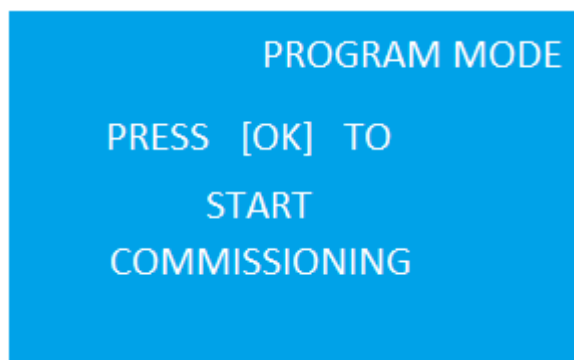 PROGRAM MODE
PRESS [OK] TO
START
COMMISSIONING